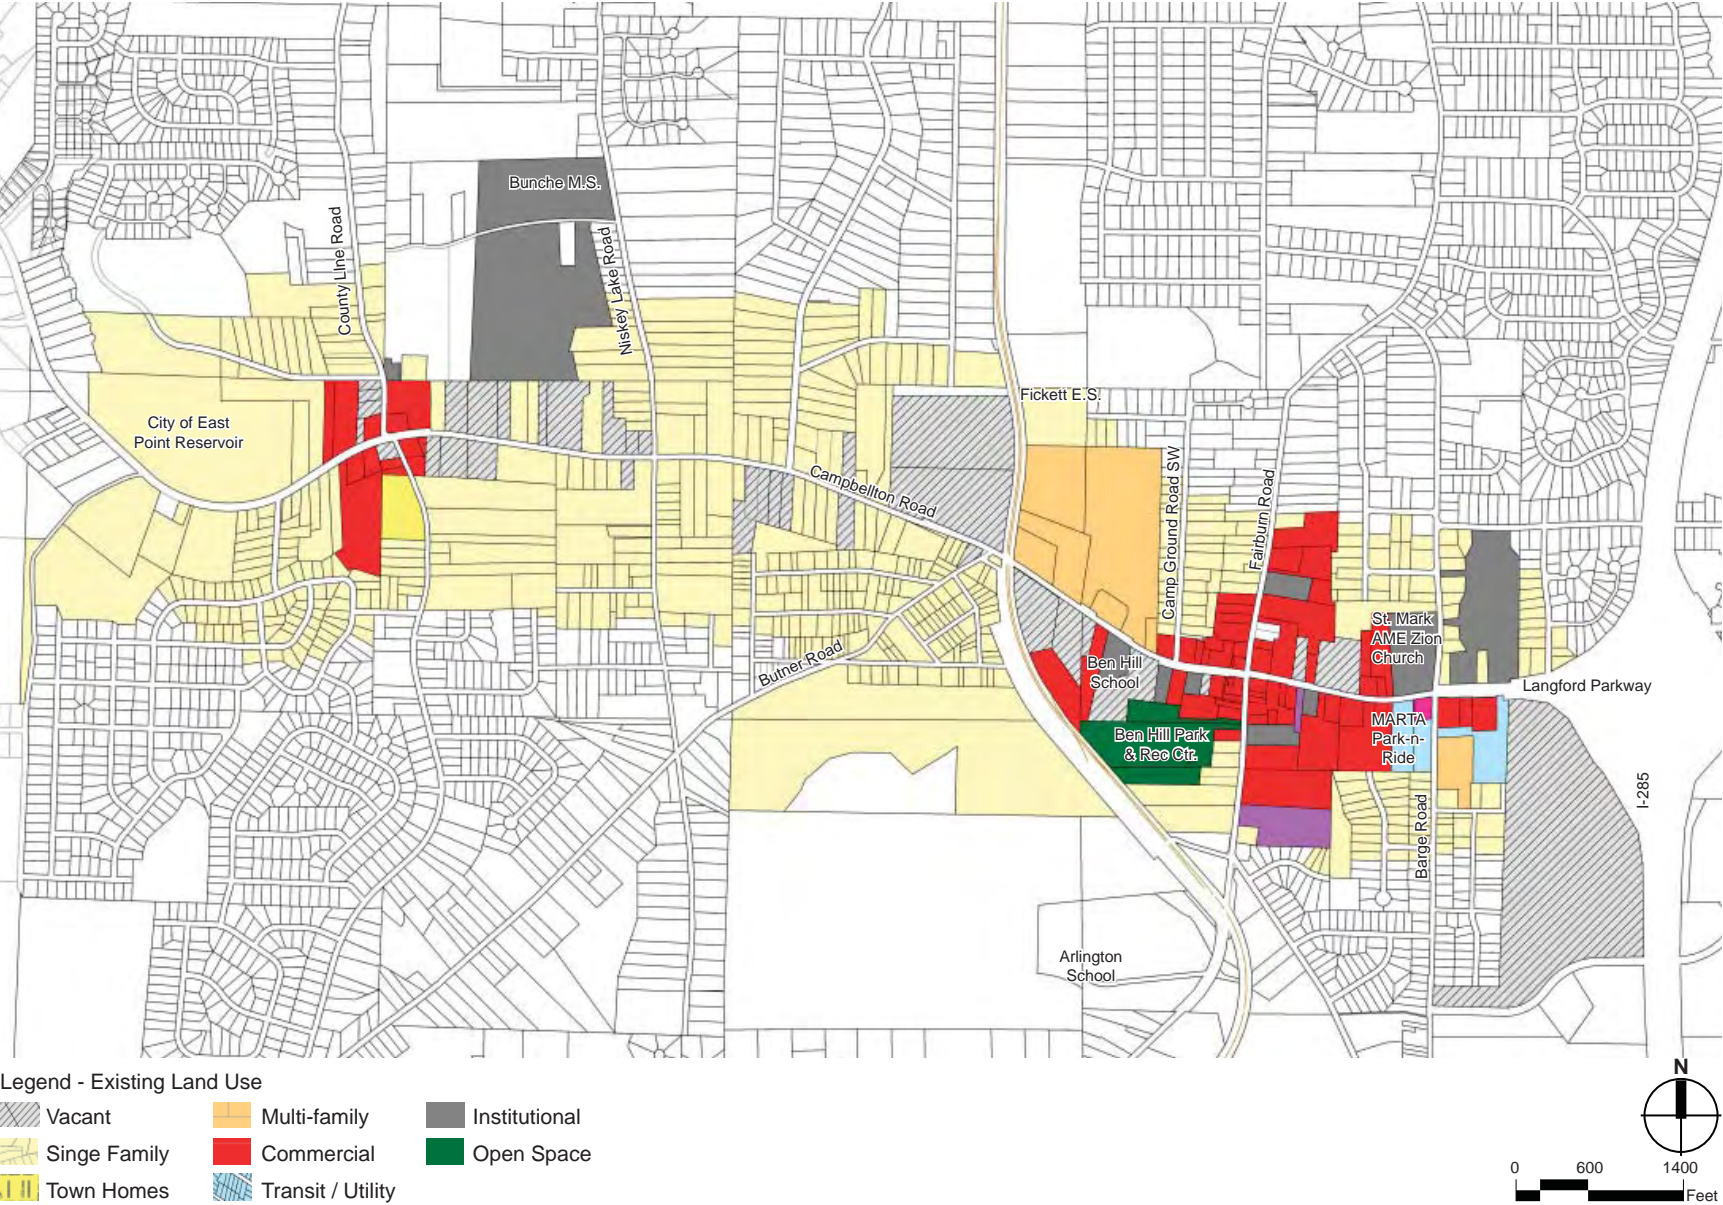 Bunche M.S.
County LIne Road
Niskey Lake Road
Fickett E.S.
City of East
Point Reservoir
Campbellton Road
Camp Ground Road SW
Fairburn Road
St. Mark
AME Zion
Church
Ben Hill
School
Butner Road
Langford Parkway
MARTA
Park-n-
Ride
Ben Hill Park
& Rec Ctr.
I-285
Barge Road
Arlington
School
Legend - Existing Land Use
Vacant
Multi-family
Institutional
Singe Family
Commercial
Open Space
Town Homes
Transit / Utility
N
0 600 1400
Feet